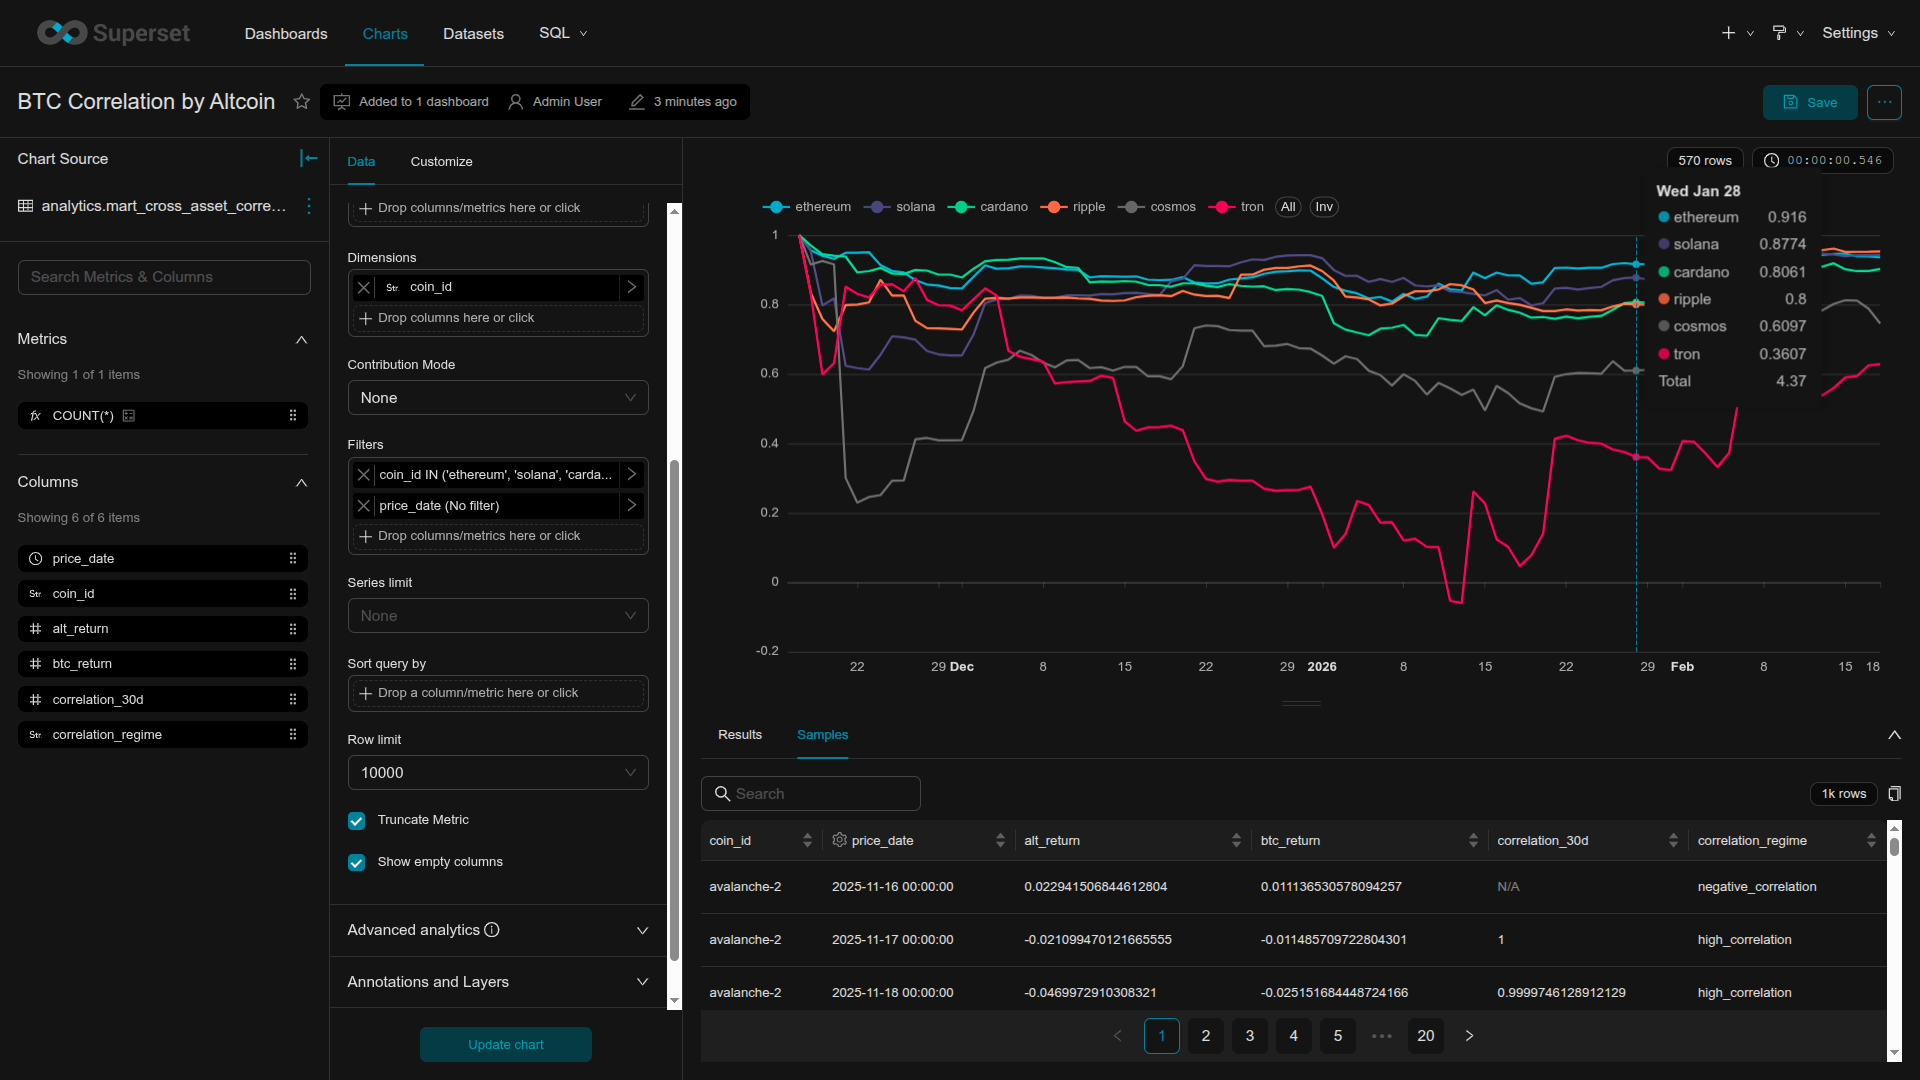 Superset
Dashboards
Charts
Datasets
SQL
Settings
BTC Correlation by Altcoin
Added to 1 dashboard
Admin User
3 minutes ago
Save
Chart Source
analytics.mart_cross_asset_corre...
Search Metrics & Columns
Metrics
Showing 1 of 1 items
fx COUNT(*)
Columns
Showing 6 of 6 items
price_date
Str coin_id
# alt_return
# btc_return
# correlation_30d
Str correlation_regime
Data
Customize
Drop columns/metrics here or click
Dimensions
Str coin_id
Drop columns here or click
Contribution Mode
None
Filters
coin_id IN ('ethereum', 'solana', 'carda...
price_date (No filter)
Drop columns/metrics here or click
Series limit
None
Sort query by
Drop a column/metric here or click
Row limit
10000
Truncate Metric
Show empty columns
Advanced analytics
Annotations and Layers
Update chart
570 rows
00:00:00.546
ethereum
solana
cardano
ripple
cosmos
tron
All
Inv
Wed Jan 28
ethereum 0.916
solana 0.8774
cardano 0.8061
ripple 0.8
cosmos 0.6097
tron 0.3607
Total 4.37
1
0.8
0.6
0.4
0.2
0
-0.2
22 29 Dec 8 15 22 29 2026 8 15 22 29 Feb 8 15 18
Results
Samples
Search
1k rows
coin_id price_date alt_return btc_return correlation_30d correlation_regime
avalanche-2 2025-11-16 00:00:00 0.022941506844612804 0.011136530578094257 N/A negative_correlation
avalanche-2 2025-11-17 00:00:00 -0.021099470121665555 -0.011485709722804301 1 high_correlation
avalanche-2 2025-11-18 00:00:00 -0.0469972910308321 -0.025151684448724166 0.9999746128912129 high_correlation
1 2 3 4 5 ••• 20